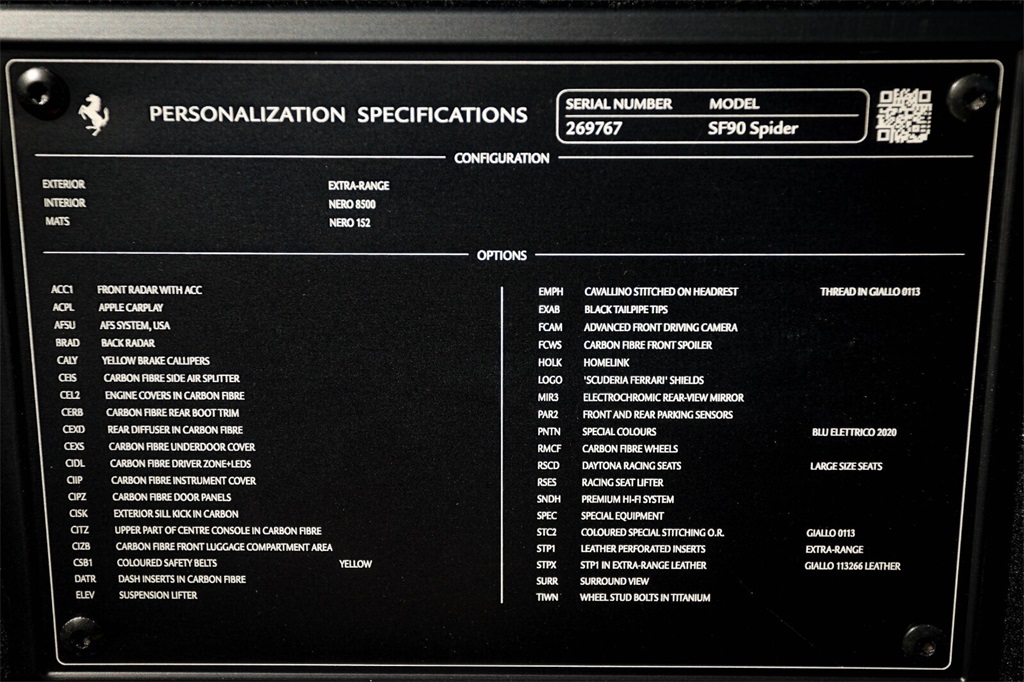 PERSONALIZATION SPECIFICATIONS
SERIAL NUMBER MODEL
269767 SF90 Spider
CONFIGURATION
EXTERIOR EXTRA-RANGE
INTERIOR NERO 8500
MATS NERO 152
OPTIONS
ACC1 FRONT RADAR WITH ACC
ACPL APPLE CARPLAY
AFSU AFS SYSTEM, USA
BRAD BACK RADAR
CALY YELLOW BRAKE CALLIPERS
CEIS CARBON FIBRE SIDE AIR SPLITTER
CEL2 ENGINE COVERS IN CARBON FIBRE
CERB CARBON FIBRE REAR BOOT TRIM
CEXD REAR DIFFUSER IN CARBON FIBRE
CEXS CARBON FIBRE UNDERDOOR COVER
CIDL CARBON FIBRE DRIVER ZONE+LEDS
CIIP CARBON FIBRE INSTRUMENT COVER
CIPZ CARBON FIBRE DOOR PANELS
CISK EXTERIOR SILL KICK IN CARBON
CITZ UPPER PART OF CENTRE CONSOLE IN CARBON FIBRE
CIZB CARBON FIBRE FRONT LUGGAGE COMPARTMENT AREA
CSB1 COLOURED SAFETY BELTS YELLOW
DATR DASH INSERTS IN CARBON FIBRE
ELEV SUSPENSION LIFTER
EMPH CAVALLINO STITCHED ON HEADREST THREAD IN GIALLO 0113
EXAB BLACK TAILPIPE TIPS
FCAM ADVANCED FRONT DRIVING CAMERA
FCWS CARBON FIBRE FRONT SPOILER
HOLK HOMELINK
LOGO 'SCUDERIA FERRARI' SHIELDS
MIR3 ELECTROCHROMIC REAR-VIEW MIRROR
PAR2 FRONT AND REAR PARKING SENSORS
PNTN SPECIAL COLOURS BLU ELETTRICO 2020
RMCF CARBON FIBRE WHEELS
RSCD DAYTONA RACING SEATS LARGE SIZE SEATS
RSES RACING SEAT LIFTER
SNDH PREMIUM HI-FI SYSTEM
SPEC SPECIAL EQUIPMENT
STC2 COLOURED SPECIAL STITCHING O.R. GIALLO 0113
STP1 LEATHER PERFORATED INSERTS EXTRA-RANGE
STPX STP1 IN EXTRA-RANGE LEATHER GIALLO 113266 LEATHER
SURR SURROUND VIEW
TIWN WHEEL STUD BOLTS IN TITANIUM